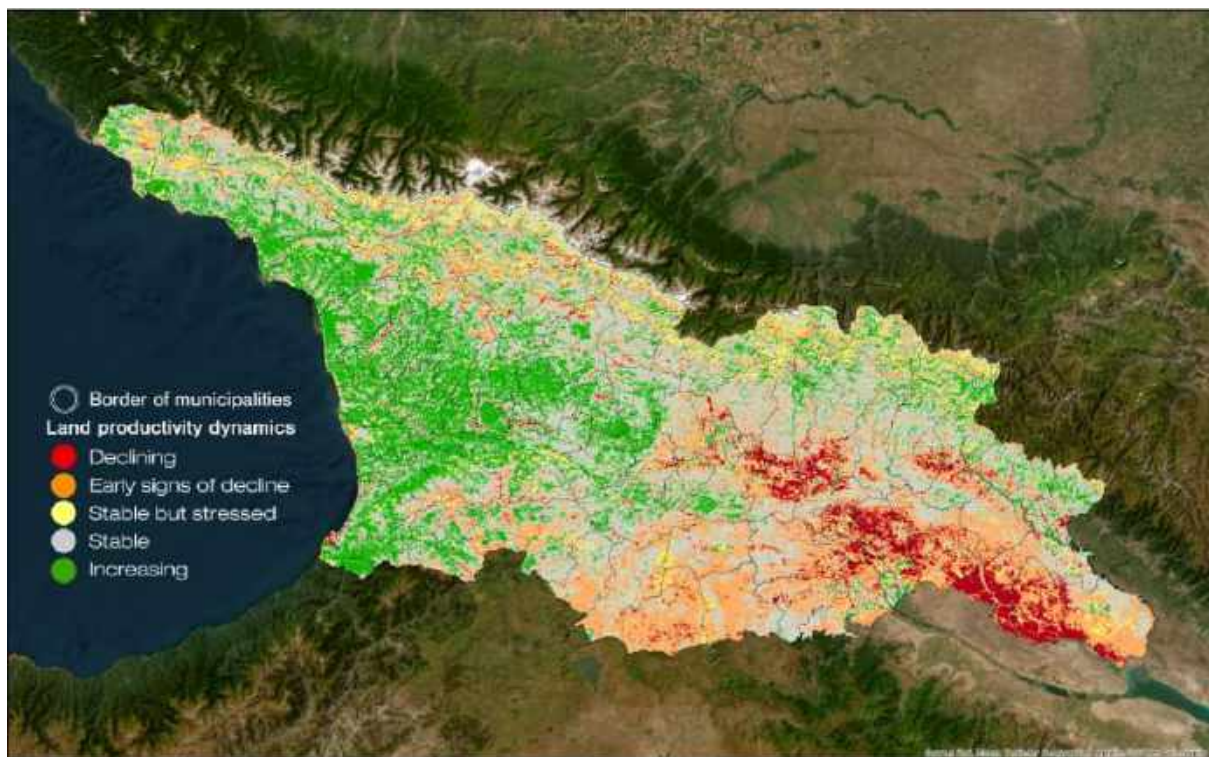 Border of municipalities
Land productivity dynamics
Declining
Early signs of decline
Stable but stressed
Stable
Increasing